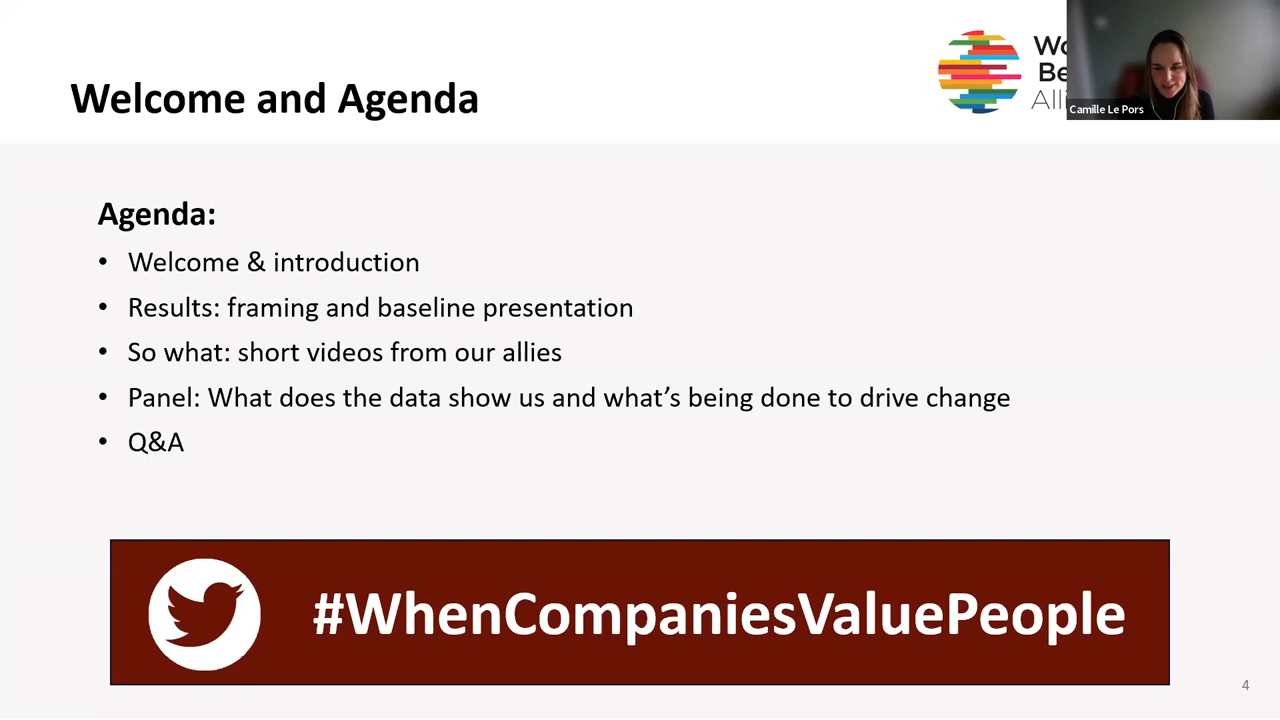 Welcome and Agenda
Camille Le Pors
Agenda:
• Welcome & introduction
• Results: framing and baseline presentation
• So what: short videos from our allies
• Panel: What does the data show us and what’s being done to drive change
• Q&A
#WhenCompaniesValuePeople
4